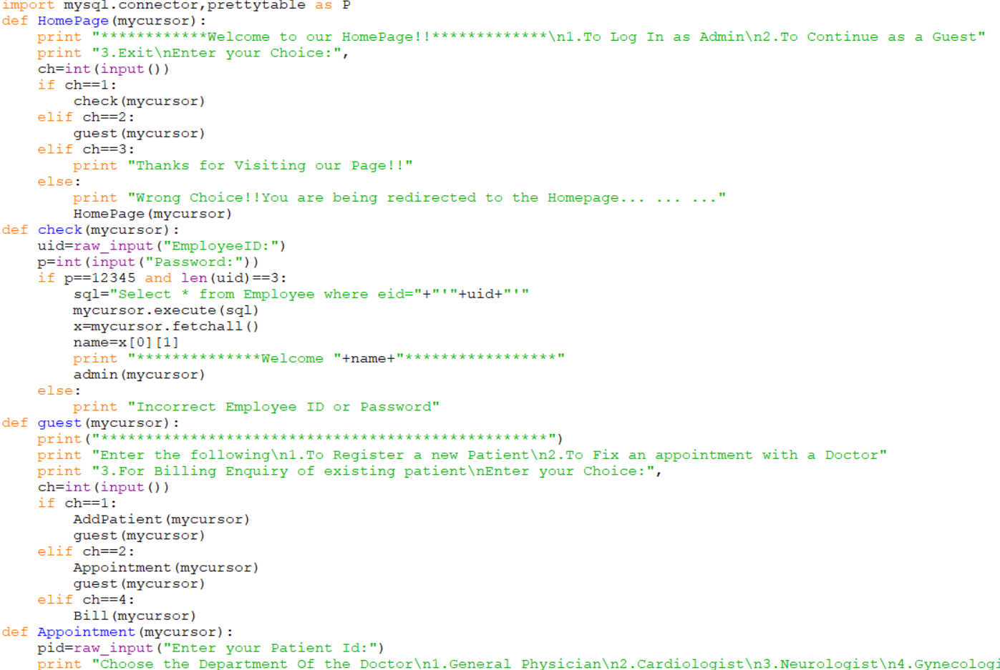 import mysql.connector,prettytable as P
def HomePage(mycursor):
    print "************Welcome to our HomePage!!*************\n1.To Log In as Admin\n2.To Continue as a Guest"
    print "3.Exit\nEnter your Choice:",
    ch=int(input())
    if ch==1:
        check(mycursor)
    elif ch==2:
        guest(mycursor)
    elif ch==3:
        print "Thanks for Visiting our Page!!"
    else:
        print "Wrong Choice!!You are being redirected to the Homepage... ... ..."
        HomePage(mycursor)
def check(mycursor):
    uid=raw_input("EmployeeID:")
    p=int(input("Password:"))
    if p==12345 and len(uid)==3:
        sql="Select * from Employee where eid="+"'"+uid+"'"
        mycursor.execute(sql)
        x=mycursor.fetchall()
        name=x[0][1]
        print "**************Welcome "+name+"*****************"
        admin(mycursor)
    else:
        print "Incorrect Employee ID or Password"
def guest(mycursor):
    print("**************************************************")
    print "Enter the following\n1.To Register a new Patient\n2.To Fix an appointment with a Doctor"
    print "3.For Billing Enquiry of existing patient\nEnter your Choice:",
    ch=int(input())
    if ch==1:
        AddPatient(mycursor)
        guest(mycursor)
    elif ch==2:
        Appointment(mycursor)
        guest(mycursor)
    elif ch==4:
        Bill(mycursor)
def Appointment(mycursor):
    pid=raw_input("Enter your Patient Id:")
    print "Choose the Department Of the Doctor\n1.General Physician\n2.Cardiologist\n3.Neurologist\n4.Gynecologi